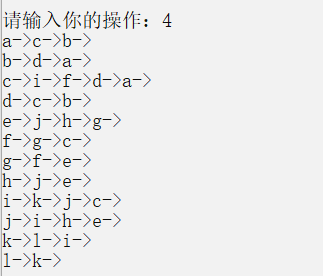 请输入你的操作：4
a->c->b->
b->d->a->
c->i->f->d->a->
d->c->b->
e->j->h->g->
f->g->c->
g->f->e->
h->j->e->
i->k->j->c->
j->i->h->e->
k->l->i->
l->k->